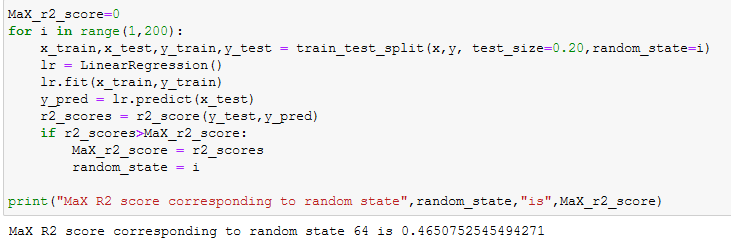 MaX_r2_score=0
for i in range(1,200):
    x_train,x_test,y_train,y_test = train_test_split(x,y, test_size=0.20,random_state=i)
    lr = LinearRegression()
    lr.fit(x_train,y_train)
    y_pred = lr.predict(x_test)
    r2_scores = r2_score(y_test,y_pred)
    if r2_scores>MaX_r2_score:
        MaX_r2_score = r2_scores
        random_state = i
print("MaX R2 score corresponding to random state",random_state,"is",MaX_r2_score)
MaX R2 score corresponding to random state 64 is 0.4650752545494271